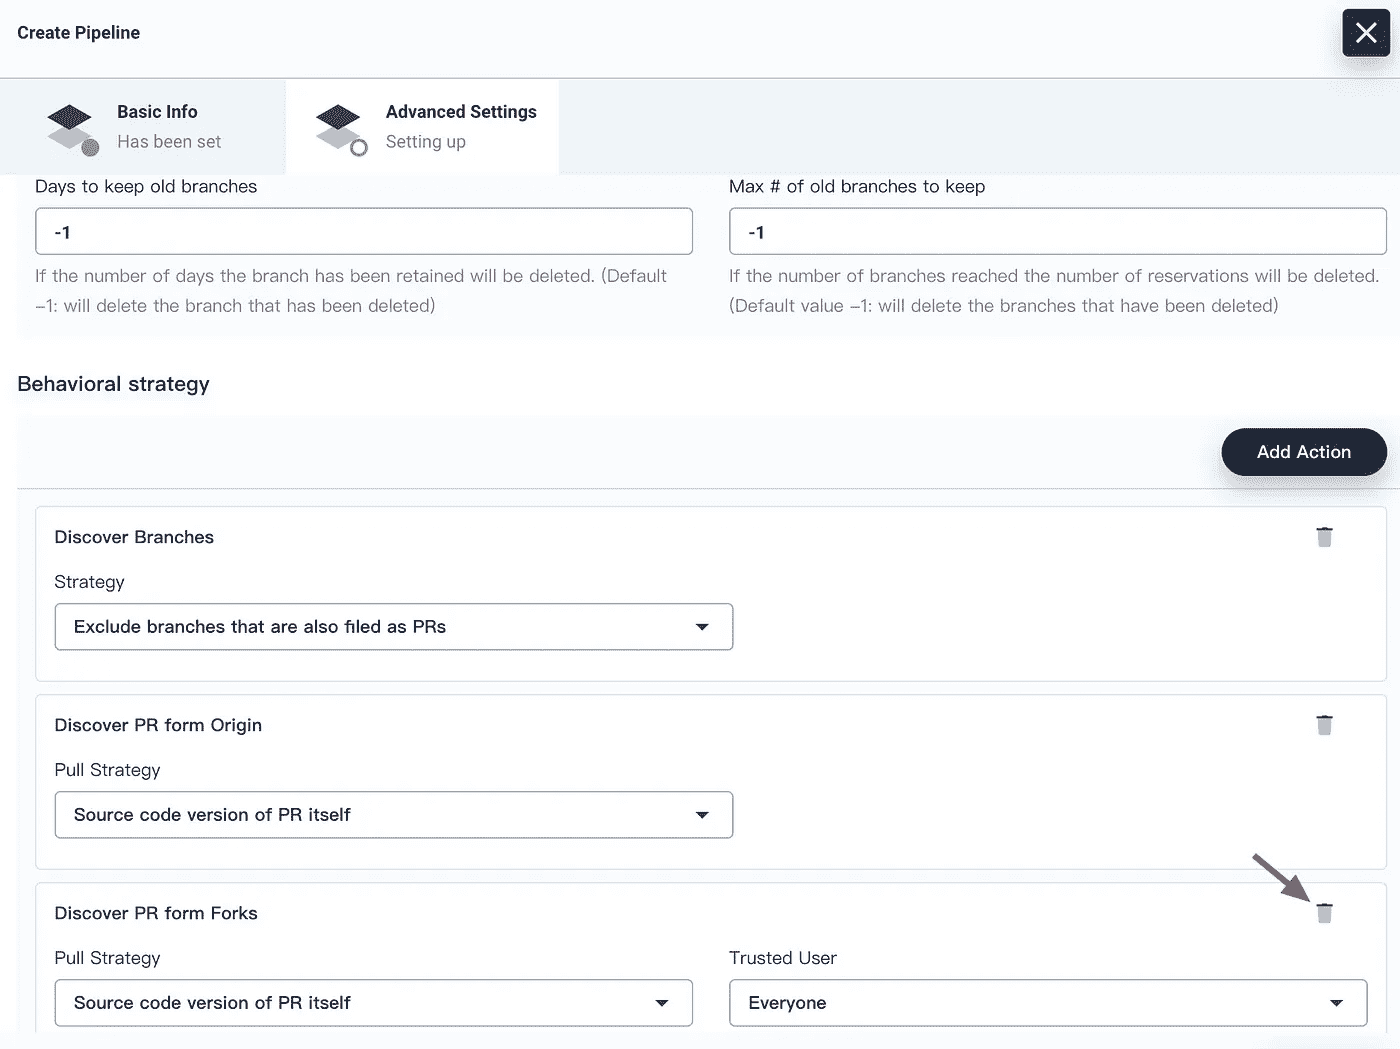 Create Pipeline
Basic Info
Has been set
Advanced Settings
Setting up
Days to keep old branches
-1
If the number of days the branch has been retained will be deleted. (Default
–1: will delete the branch that has been deleted)
Max # of old branches to keep
-1
If the number of branches reached the number of reservations will be deleted.
(Default value –1: will delete the branches that have been deleted)
Behavioral strategy
Add Action
Discover Branches
Strategy
Exclude branches that are also filed as PRs
Discover PR form Origin
Pull Strategy
Source code version of PR itself
Discover PR form Forks
Pull Strategy
Source code version of PR itself
Trusted User
Everyone